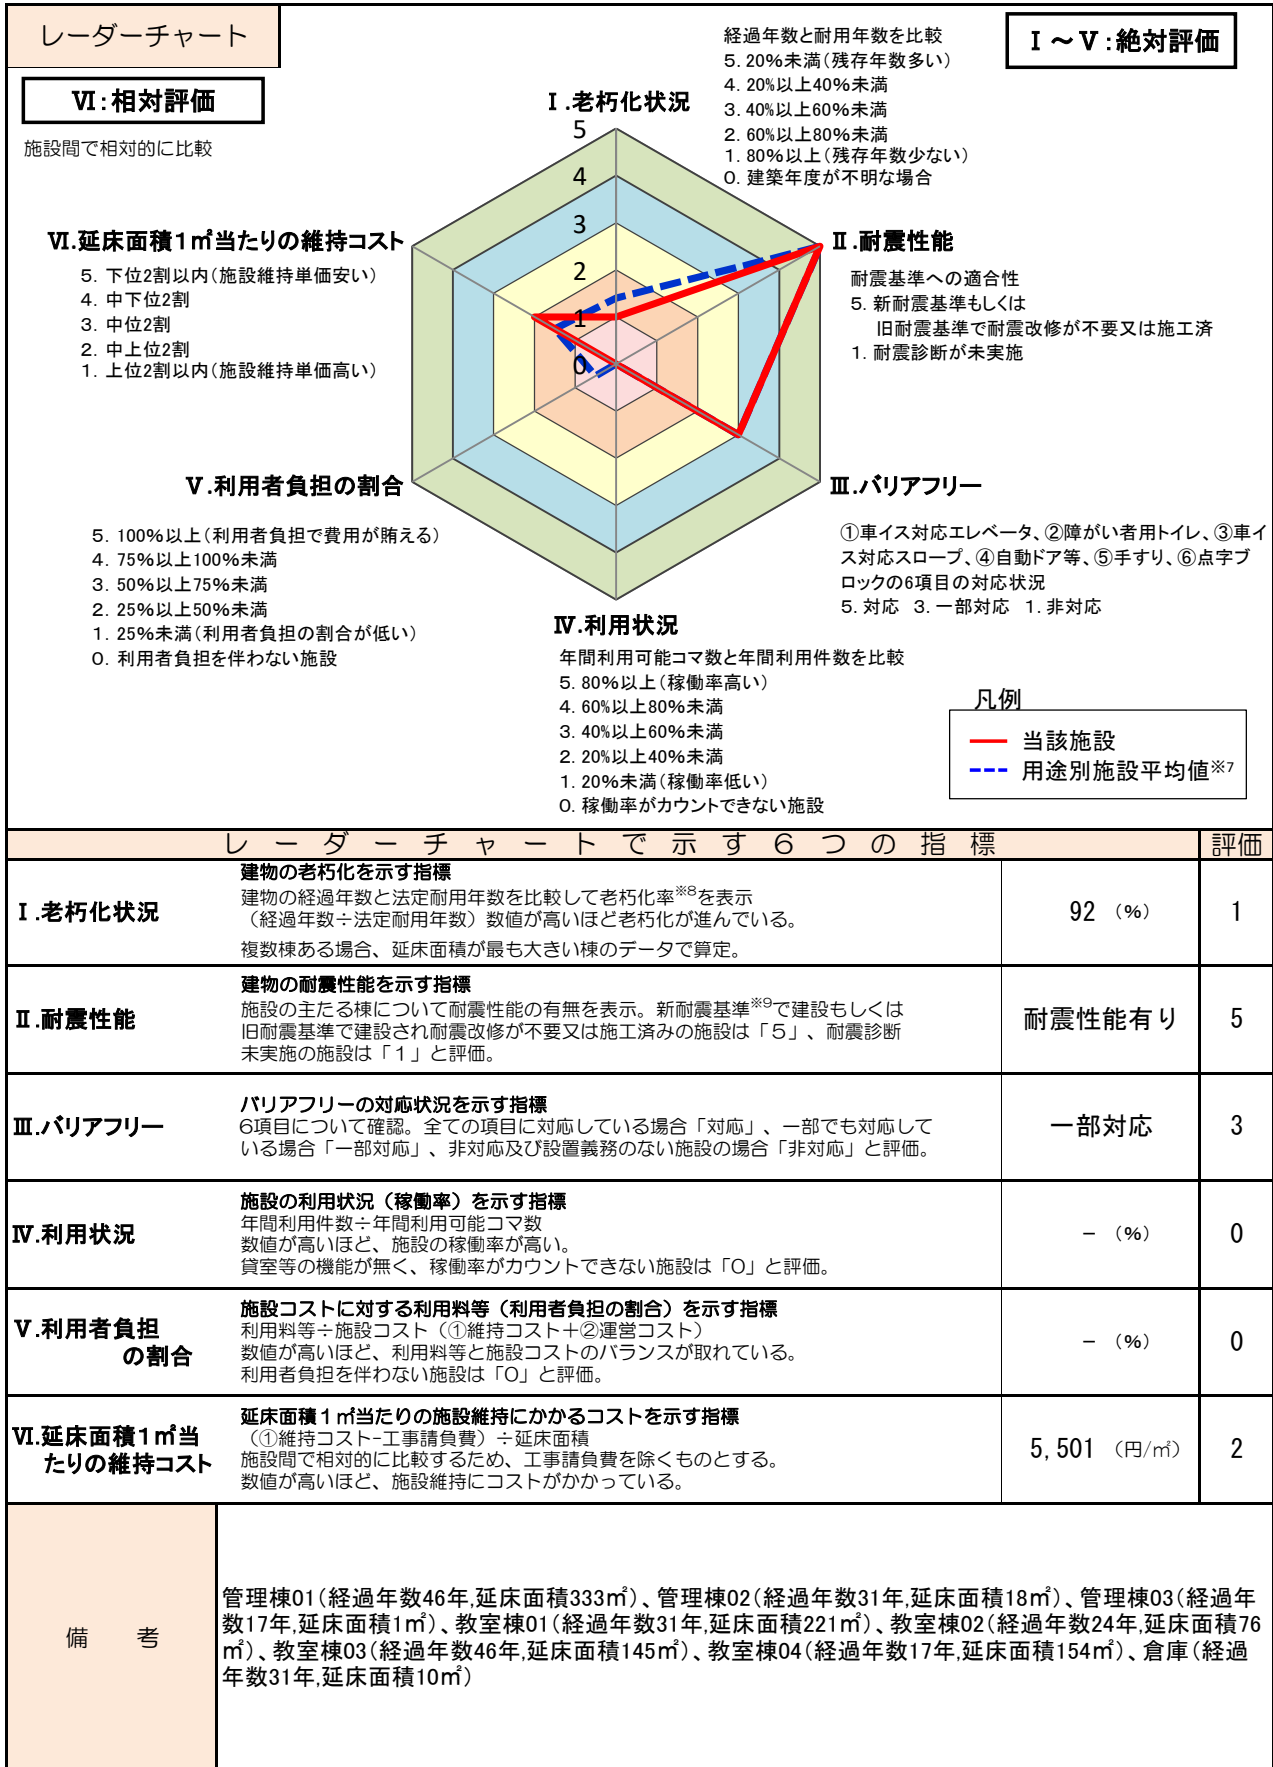 レーダーチャート
Ⅰ～Ⅴ:絶対評価
Ⅵ:相対評価
施設間で相対的に比較
経過年数と耐用年数を比較
5. 20%未満(残存年数多い)
4. 20%以上40%未満
3. 40%以上60%未満
2. 60%以上80%未満
1. 80%以上(残存年数少ない)
0. 建築年度が不明な場合
Ⅰ.老朽化状況
5
4
3
2
1
0
Ⅵ.延床面積1㎡当たりの維持コスト
5. 下位2割以内(施設維持単価安い)
4. 中下位2割
3. 中位2割
2. 中上位2割
1. 上位2割以内(施設維持単価高い)
Ⅱ.耐震性能
耐震基準への適合性
5. 新耐震基準もしくは
旧耐震基準で耐震改修が不要又は施工済
1. 耐震診断が未実施
Ⅴ.利用者負担の割合
5. 100%以上(利用者負担で費用が賄える)
4. 75%以上100%未満
3. 50%以上75%未満
2. 25%以上50%未満
1. 25%未満(利用者負担の割合が低い)
0. 利用者負担を伴わない施設
Ⅲ.バリアフリー
①車イス対応エレベータ、②障がい者用トイレ、③車イ
ス対応スロープ、④自動ドア等、⑤手すり、⑥点字ブ
ロックの6項目の対応状況
5. 対応 3. 一部対応 1. 非対応
Ⅳ.利用状況
年間利用可能コマ数と年間利用件数を比較
5. 80%以上(稼働率高い)
4. 60%以上80%未満
3. 40%以上60%未満
2. 20%以上40%未満
1. 20%未満(稼働率低い)
0. 稼働率がカウントできない施設
凡例
当該施設
用途別施設平均値※7
レーダーチャートで示す6つの指標 評価
Ⅰ.老朽化状況
建物の老朽化を示す指標
建物の経過年数と法定耐用年数を比較して老朽化率※8を表示
(経過年数÷法定耐用年数)数値が高いほど老朽化が進んでいる。
複数棟ある場合、延床面積が最も大きい棟のデータで算定。
92 (%) 1
Ⅱ.耐震性能
建物の耐震性能を示す指標
施設の主たる棟について耐震性能の有無を表示。新耐震基準※9で建設もしくは
旧耐震基準で建設され耐震改修が不要又は施工済みの施設は「5」、耐震診断
未実施の施設は「1」と評価。
耐震性能有り 5
Ⅲ.バリアフリー
バリアフリーの対応状況を示す指標
6項目について確認。全ての項目に対応している場合「対応」、一部でも対応して
いる場合「一部対応」、非対応及び設置義務のない施設の場合「非対応」と評価。
一部対応 3
Ⅳ.利用状況
施設の利用状況(稼働率)を示す指標
年間利用件数÷年間利用可能コマ数
数値が高いほど、施設の稼働率が高い。
貸室等の機能が無く、稼働率がカウントできない施設は「0」と評価。
－ (%) 0
Ⅴ.利用者負担
の割合
施設コストに対する利用料等(利用者負担の割合)を示す指標
利用料等÷施設コスト(①維持コスト+②運営コスト)
数値が高いほど、利用料等と施設コストのバランスが取れている。
利用者負担を伴わない施設は「0」と評価。
－ (%) 0
Ⅵ.延床面積1㎡当
たりの維持コスト
延床面積1㎡当たりの施設維持にかかるコストを示す指標
(①維持コスト-工事請負費)÷延床面積
施設間で相対的に比較するため、工事請負費を除くものとする。
数値が高いほど、施設維持にコストがかかっている。
5,501 (円/㎡) 2
備 考
管理棟01(経過年数46年,延床面積333㎡)、管理棟02(経過年数31年,延床面積18㎡)、管理棟03(経過年
数17年,延床面積1㎡)、教室棟01(経過年数31年,延床面積221㎡)、教室棟02(経過年数24年,延床面積76
㎡)、教室棟03(経過年数46年,延床面積145㎡)、教室棟04(経過年数17年,延床面積154㎡)、倉庫(経過
年数31年,延床面積10㎡)